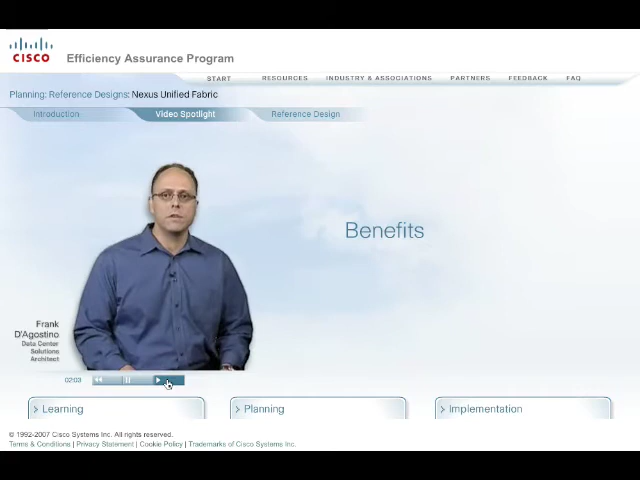 CISCO
Efficiency Assurance Program
START RESOURCES INDUSTRY & ASSOCIATIONS PARTNERS FEEDBACK FAQ
Planning: Reference Designs: Nexus Unified Fabric
Introduction Video Spotlight Reference Design
Benefits
Frank
D'Agostino
Data Center
Solutions
Architect
02:03
> Learning > Planning > Implementation
© 1992-2007 Cisco Systems Inc. All rights reserved.
Terms & Conditions | Privacy Statement | Cookie Policy | Trademarks of Cisco Systems Inc.